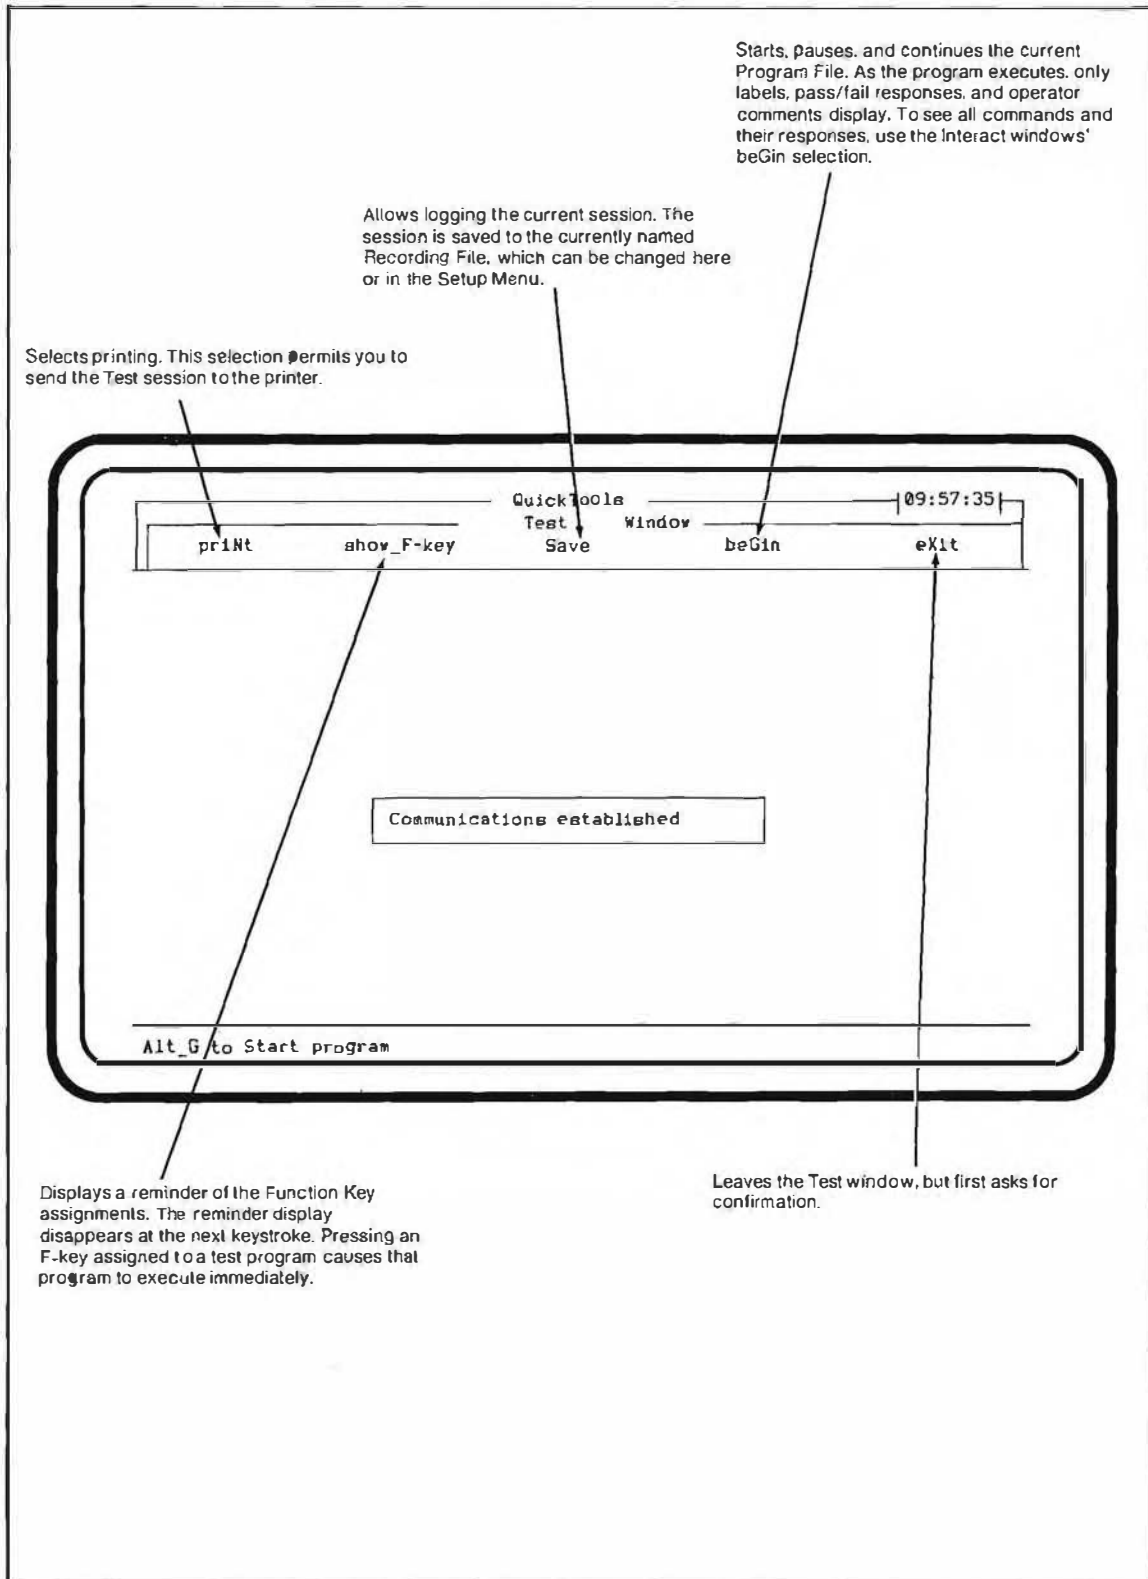 Starts, pauses, and continues the current
Program File. As the program executes, only
labels, pass/fail responses, and operator
comments display. To see all commands and
their responses, use the Interact windows'
beGin selection.
Allows logging the current session. The
session is saved to the currently named
Recording File, which can be changed here
or in the Setup Menu.
Selects printing. This selection permits you to
send the Test session to the printer.
QuickTools 09:57:35
Test Window
priNt show_F-key Save beGin eXit
Communications established
Alt_G to Start program
Displays a reminder of the Function Key
assignments. The reminder display
disappears at the next keystroke. Pressing an
F-key assigned to a test program causes that
program to execute immediately.
Leaves the Test window, but first asks for
confirmation.